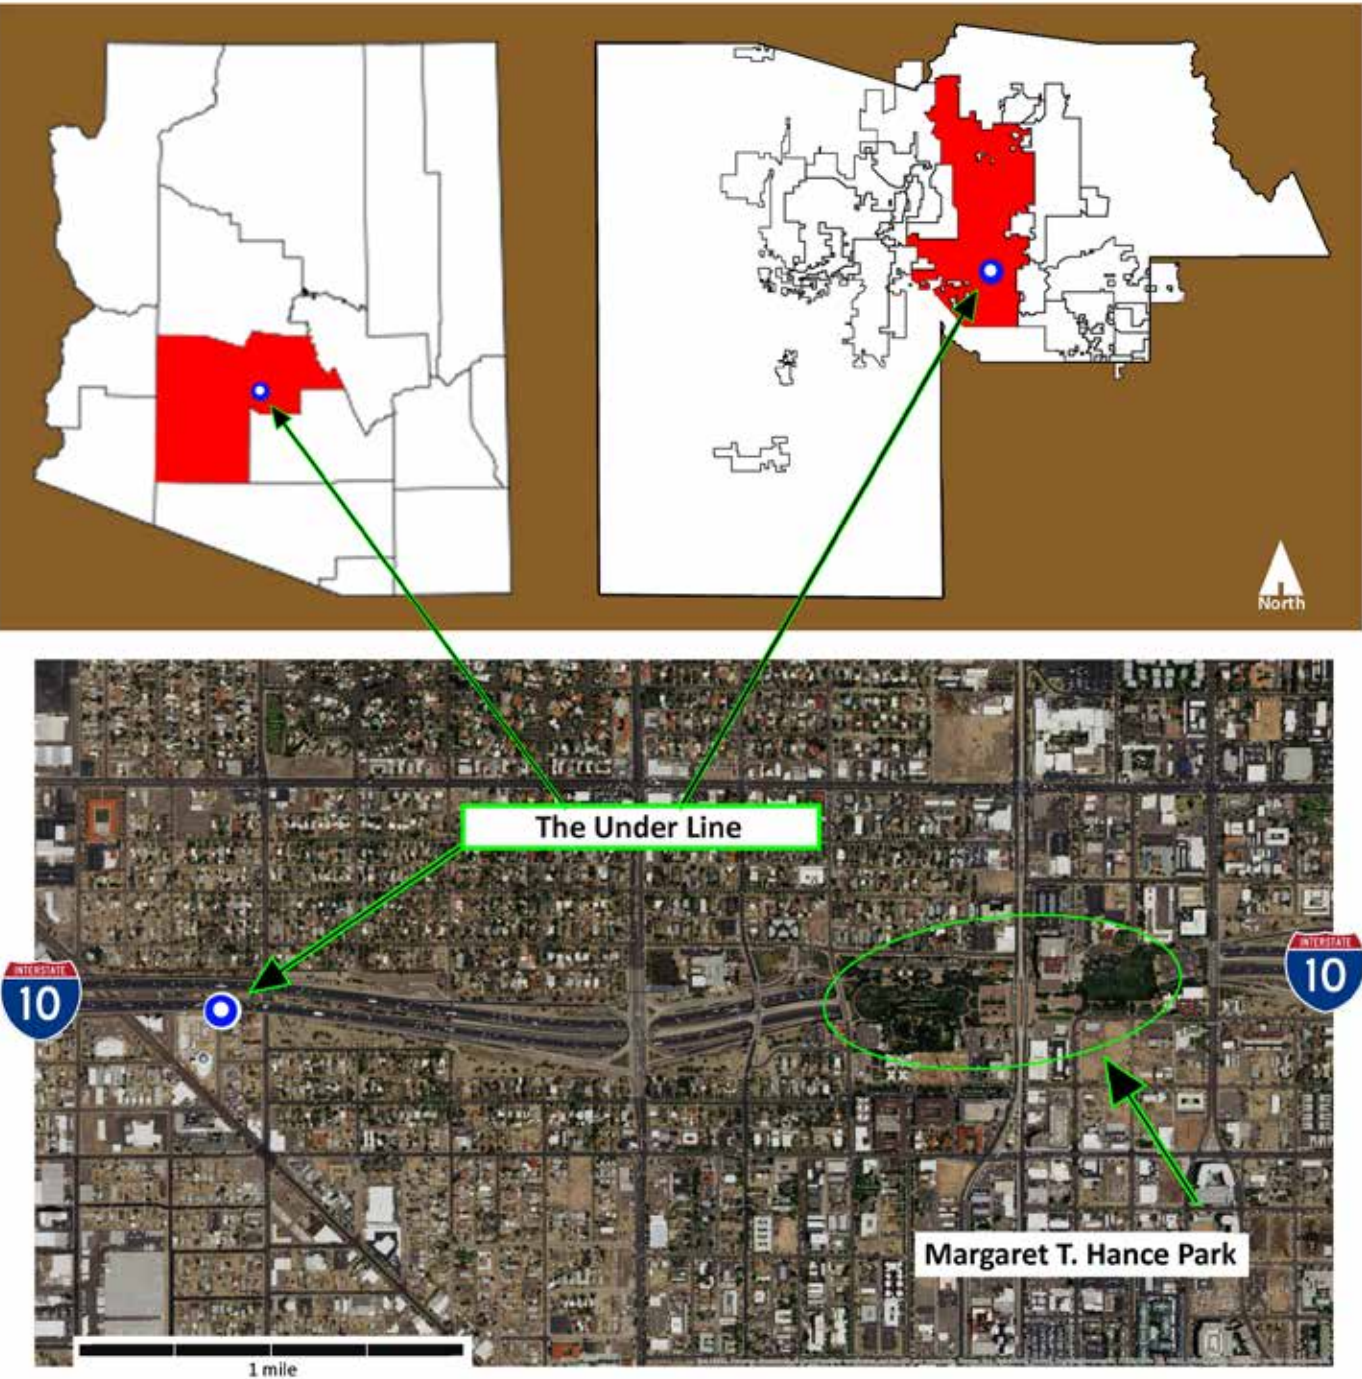 North
The Under Line
INTERSTATE
10
INTERSTATE
10
Margaret T. Hance Park
1 mile